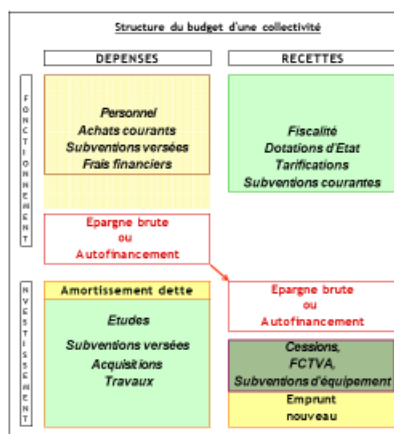 Structure du budget d'une collectivité
DEPENSES
RECETTES
FONCTIONNEMENT
Personnel
Achats courants
Subventions versées
Frais financiers
Fiscalité
Dotations d'Etat
Tarifications
Subventions courantes
Epargne brute
ou
Autofinancement
NVESTISSEMENT
Amortissement dette
Etudes
Subventions versées
Acquisitions
Travaux
Epargne brute
ou
Autofinancement
Cessions,
FCTVA,
Subventions d'équipement
Emprunt
nouveau